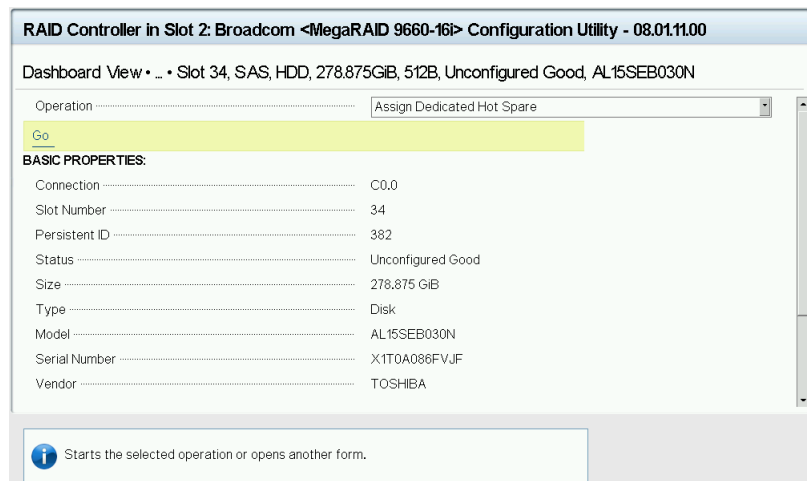 RAID Controller in Slot 2: Broadcom <MegaRAID 9660-16i> Configuration Utility - 08.01.11.00
Dashboard View • ... • Slot 34, SAS, HDD, 278.875GiB, 512B, Unconfigured Good, AL15SEB030N
Operation Assign Dedicated Hot Spare
Go
BASIC PROPERTIES:
Connection C0.0
Slot Number 34
Persistent ID 382
Status Unconfigured Good
Size 278.875 GiB
Type Disk
Model AL15SEB030N
Serial Number X1T0A086FVJF
Vendor TOSHIBA
Starts the selected operation or opens another form.